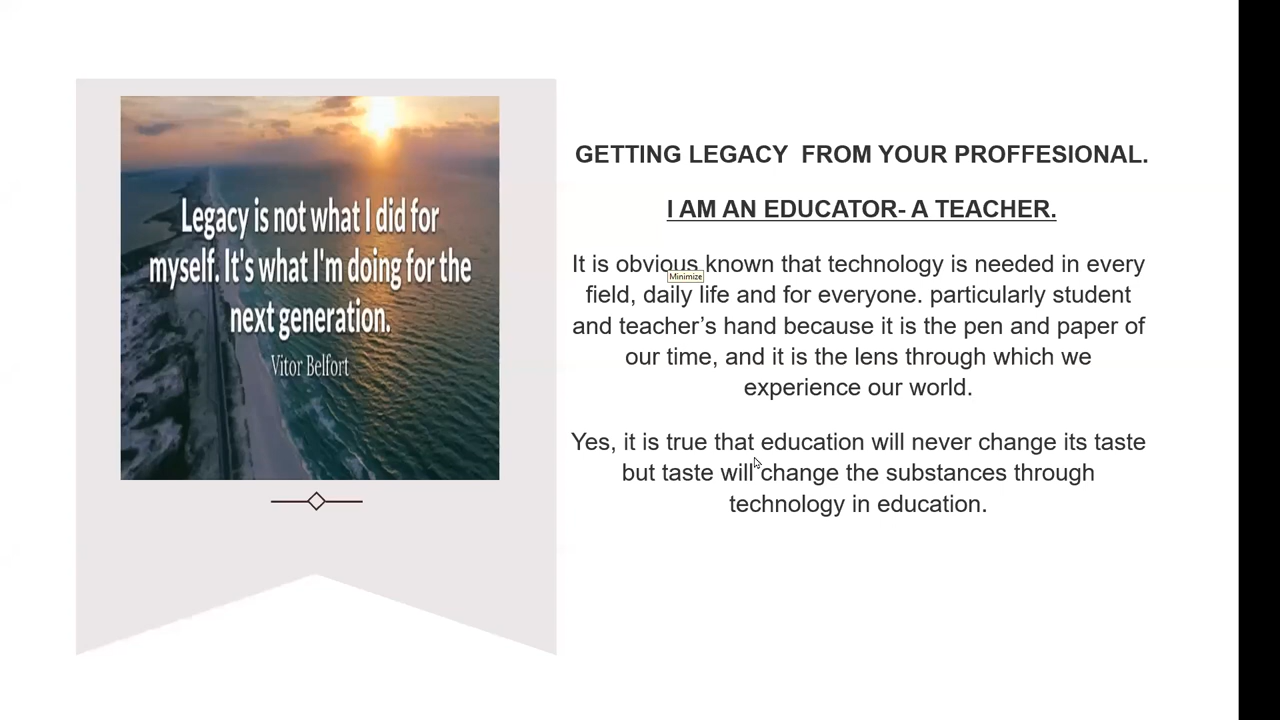 Legacy is not what I did for
myself. It's what I'm doing for the
next generation.
Vitor Belfort
GETTING LEGACY FROM YOUR PROFFESIONAL.
I AM AN EDUCATOR- A TEACHER.
It is obvious known that technology is needed in every
Minimize
field, daily life and for everyone. particularly student
and teacher’s hand because it is the pen and paper of
our time, and it is the lens through which we
experience our world.
Yes, it is true that education will never change its taste
but taste will change the substances through
technology in education.